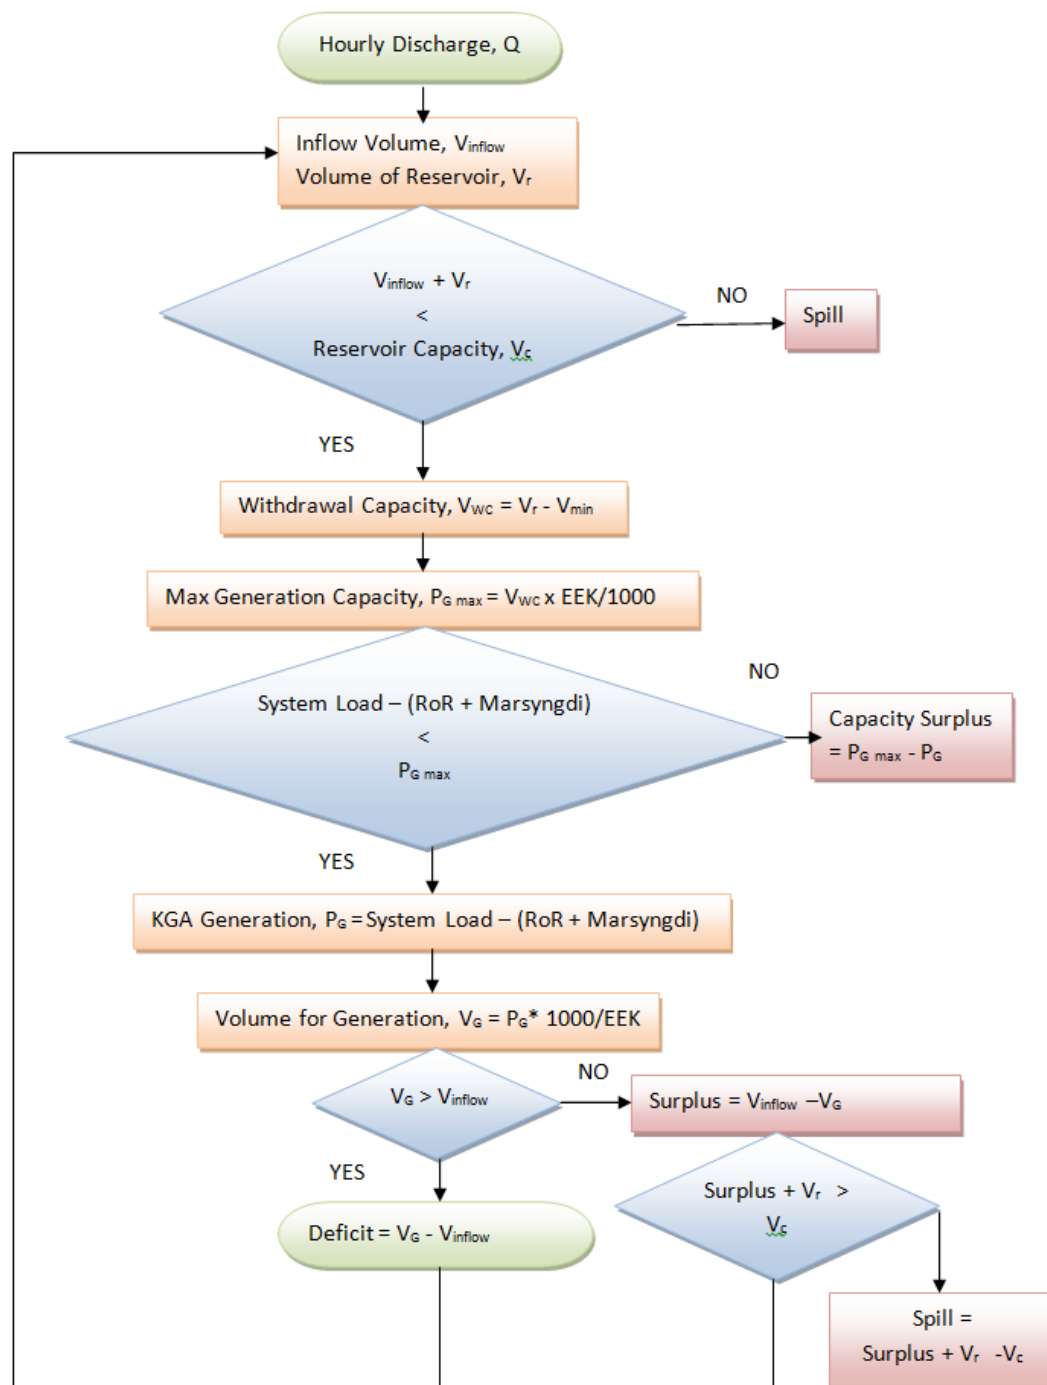 Hourly Discharge, Q
Inflow Volume, Vinflow
Volume of Reservoir, Vr
Vinflow + Vr
<
Reservoir Capacity, Vc
NO
Spill
YES
Withdrawal Capacity, VWC = Vr - Vmin
Max Generation Capacity, PG max = VWC x EEK/1000
System Load – (RoR + Marsyngdi)
<
PG max
NO
Capacity Surplus
= PG max - PG
YES
KGA Generation, PG = System Load – (RoR + Marsyngdi)
Volume for Generation, VG = PG* 1000/EEK
VG > Vinflow
NO
Surplus = Vinflow –VG
YES
Surplus + Vr >
Vc
Deficit = VG - Vinflow
Spill =
Surplus + Vr -Vc